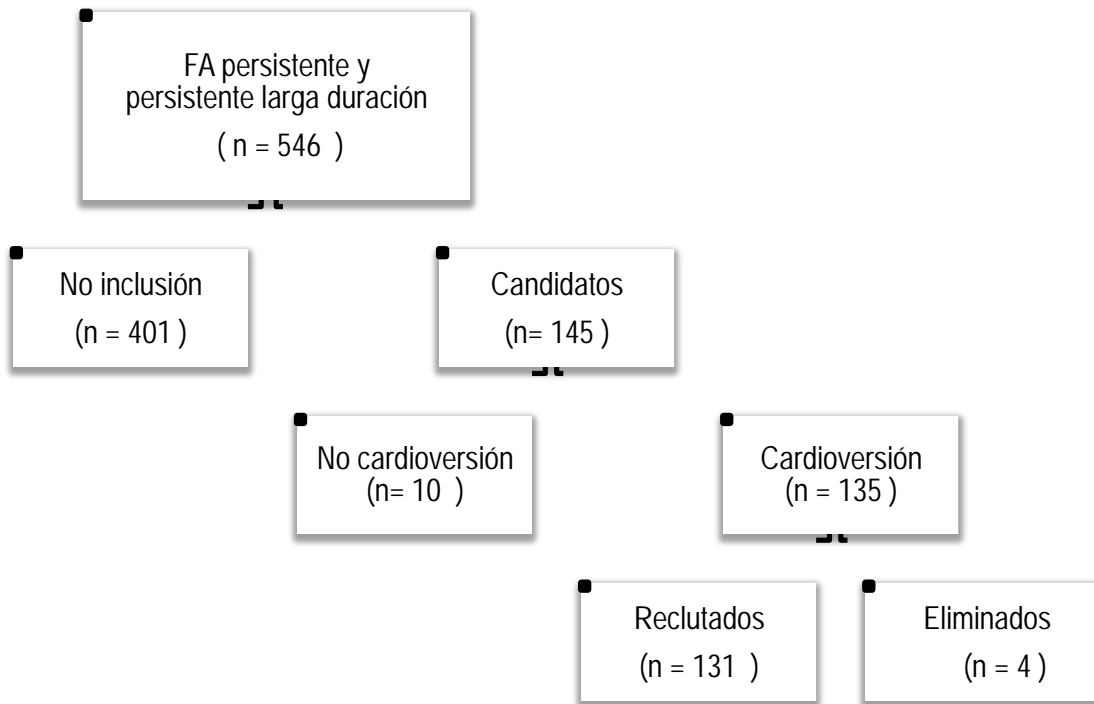 FA persistente y
persistente larga duración
( n = 546 )
No inclusión
(n = 401 )
Candidatos
(n= 145 )
No cardioversión
(n= 10 )
Cardioversión
(n = 135 )
Reclutados
(n = 131 )
Eliminados
(n = 4 )